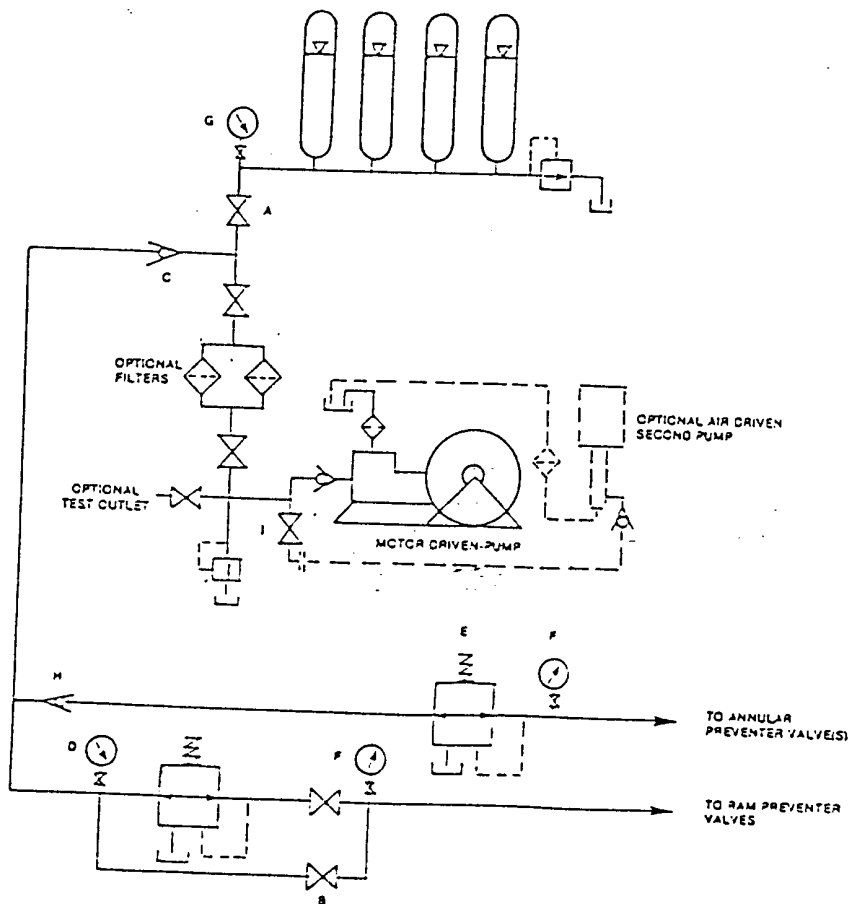 G
A
C
OPTIONAL
FILTERS
OPTIONAL AIR DRIVEN
SECOND PUMP
OPTIONAL
TEST OUTLET
I
MOTOR DRIVEN-PUMP
E
F
H
TO ANNULAR
PREVENTER VALVE(S)
D
F
TO RAM PREVENTER
VALVES
B